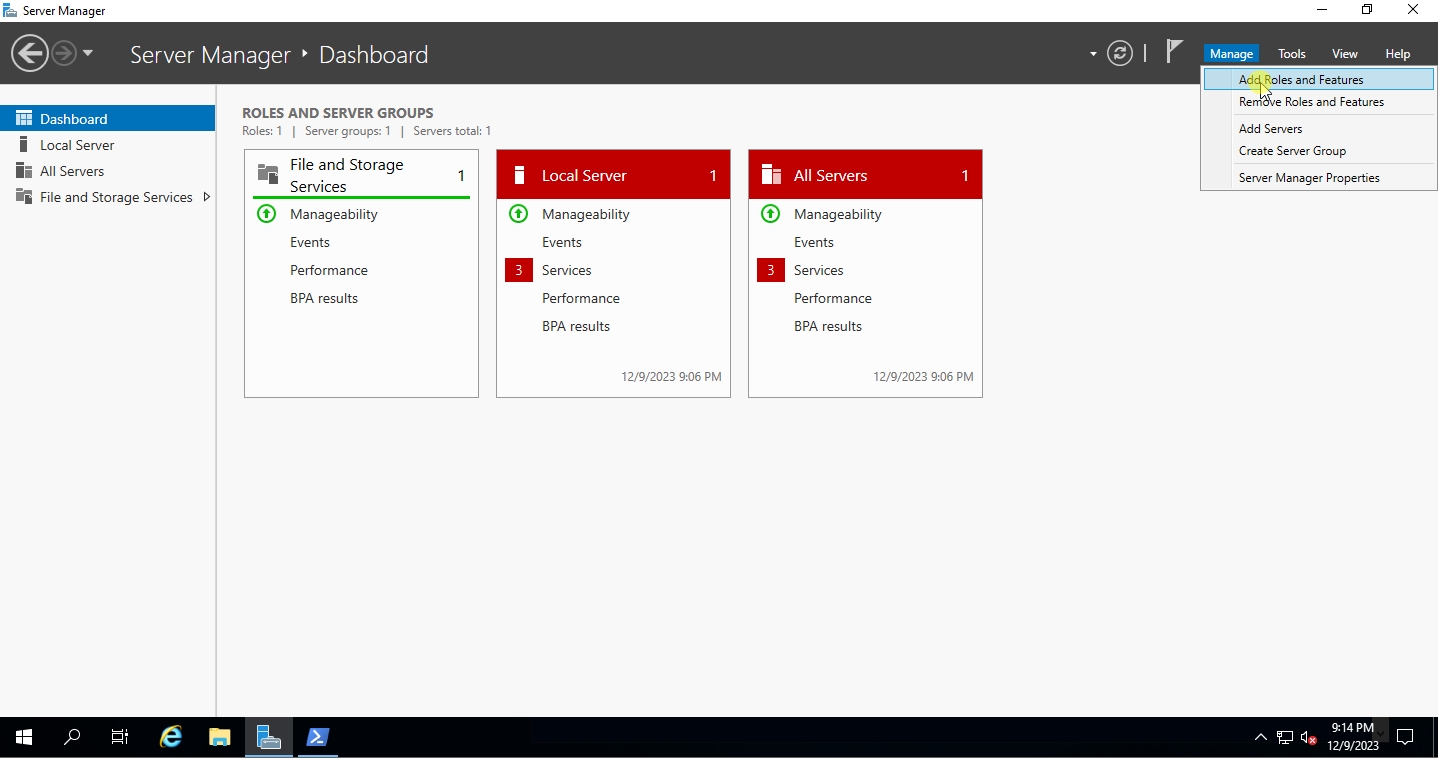 Server Manager
Server Manager ‣ Dashboard
Manage Tools View Help
Add Roles and Features
Remove Roles and Features
Add Servers
Create Server Group
Server Manager Properties
Dashboard
Local Server
All Servers
File and Storage Services
ROLES AND SERVER GROUPS
Roles: 1 | Server groups: 1 | Servers total: 1
File and Storage
Services
1
Manageability
Events
Performance
BPA results
Local Server 1
Manageability
Events
3 Services
Performance
BPA results
12/9/2023 9:06 PM
All Servers 1
Manageability
Events
3 Services
Performance
BPA results
12/9/2023 9:06 PM
9:14 PM
12/9/2023